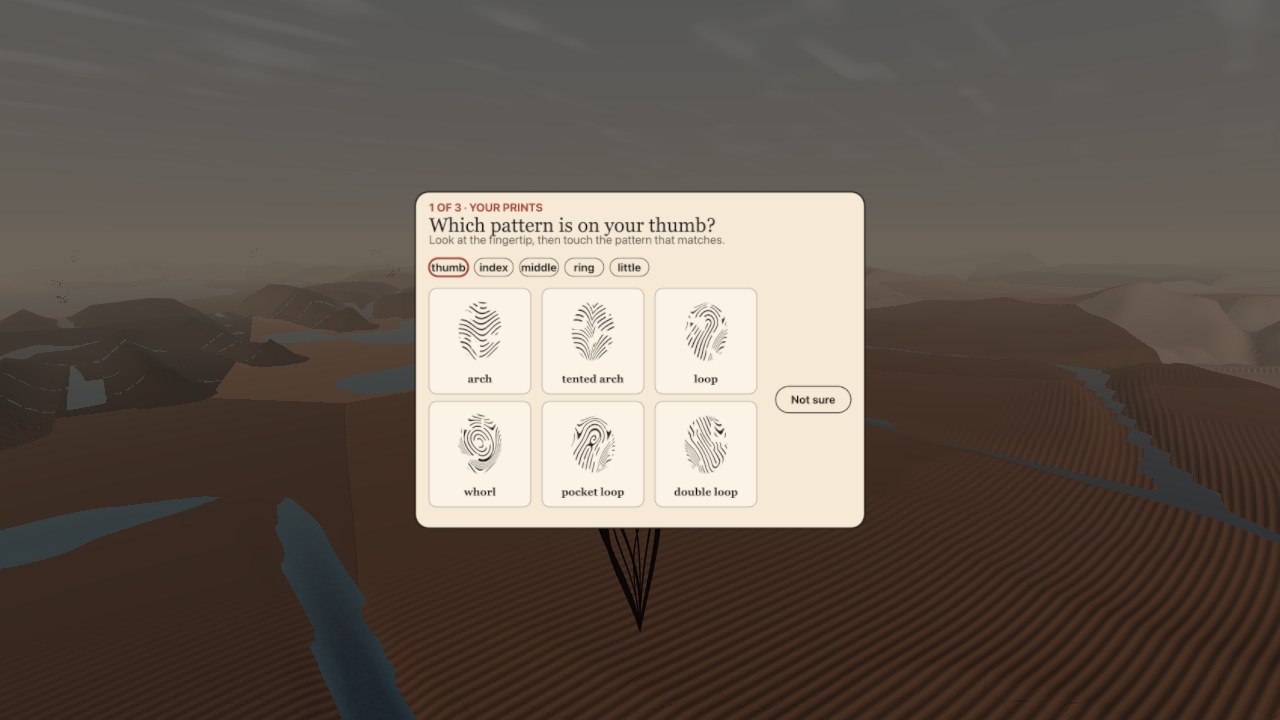 1 OF 3 · YOUR PRINTS
Which pattern is on your thumb?
Look at the fingertip, then touch the pattern that matches.
thumb index middle ring little
arch tented arch loop
Not sure
whorl pocket loop double loop